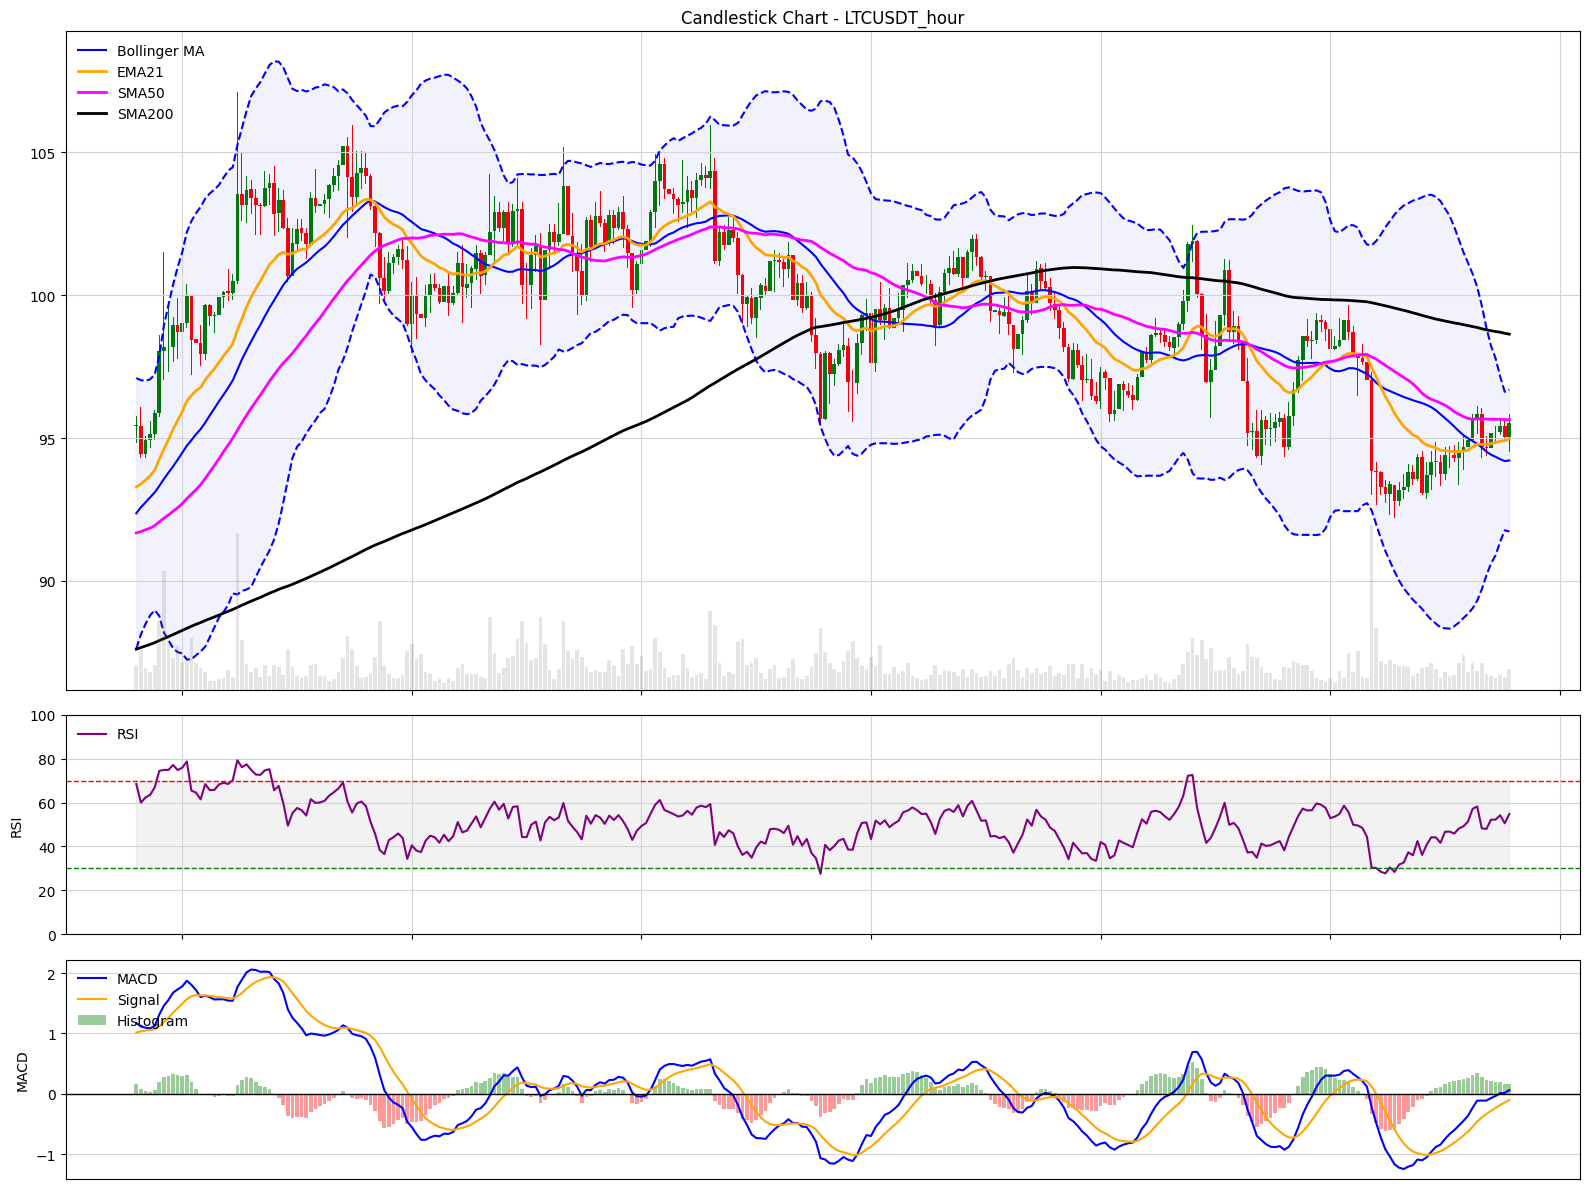 Candlestick Chart - LTCUSDT_hour
Bollinger MA
EMA21
SMA50
SMA200
105
100
95
90
RSI
100
80
60
40
20
0
RSI
MACD
Signal
Histogram
2
1
0
−1
MACD